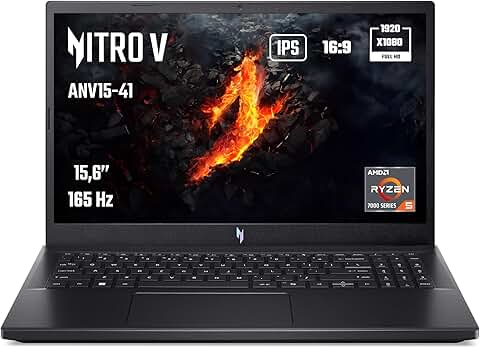 NITRO V
ANV15-41
IPS
16:9
1920
X1080
FULL HD
15,6"
165 Hz
AMD
RYZEN
7000 SERIES 5